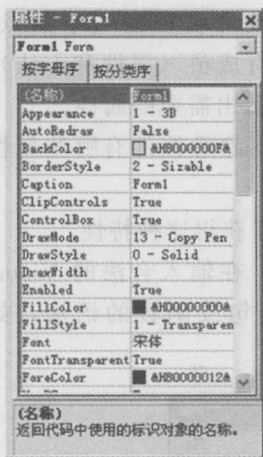 属性 - Form1
Form1 Form
按字母序 按分类序
(名称) Form1
Appearance 1 - 3D
AutoRedraw False
BackColor &H8000000F&
BorderStyle 2 - Sizable
Caption Form1
ClipControls True
ControlBox True
DrawMode 13 - Copy Pen
DrawStyle 0 - Solid
DrawWidth 1
Enabled True
FillColor &H00000000&
FillStyle 1 - Transparen
Font 宋体
FontTransparent True
ForeColor &H80000012&
(名称)
返回代码中使用的标识对象的名称。